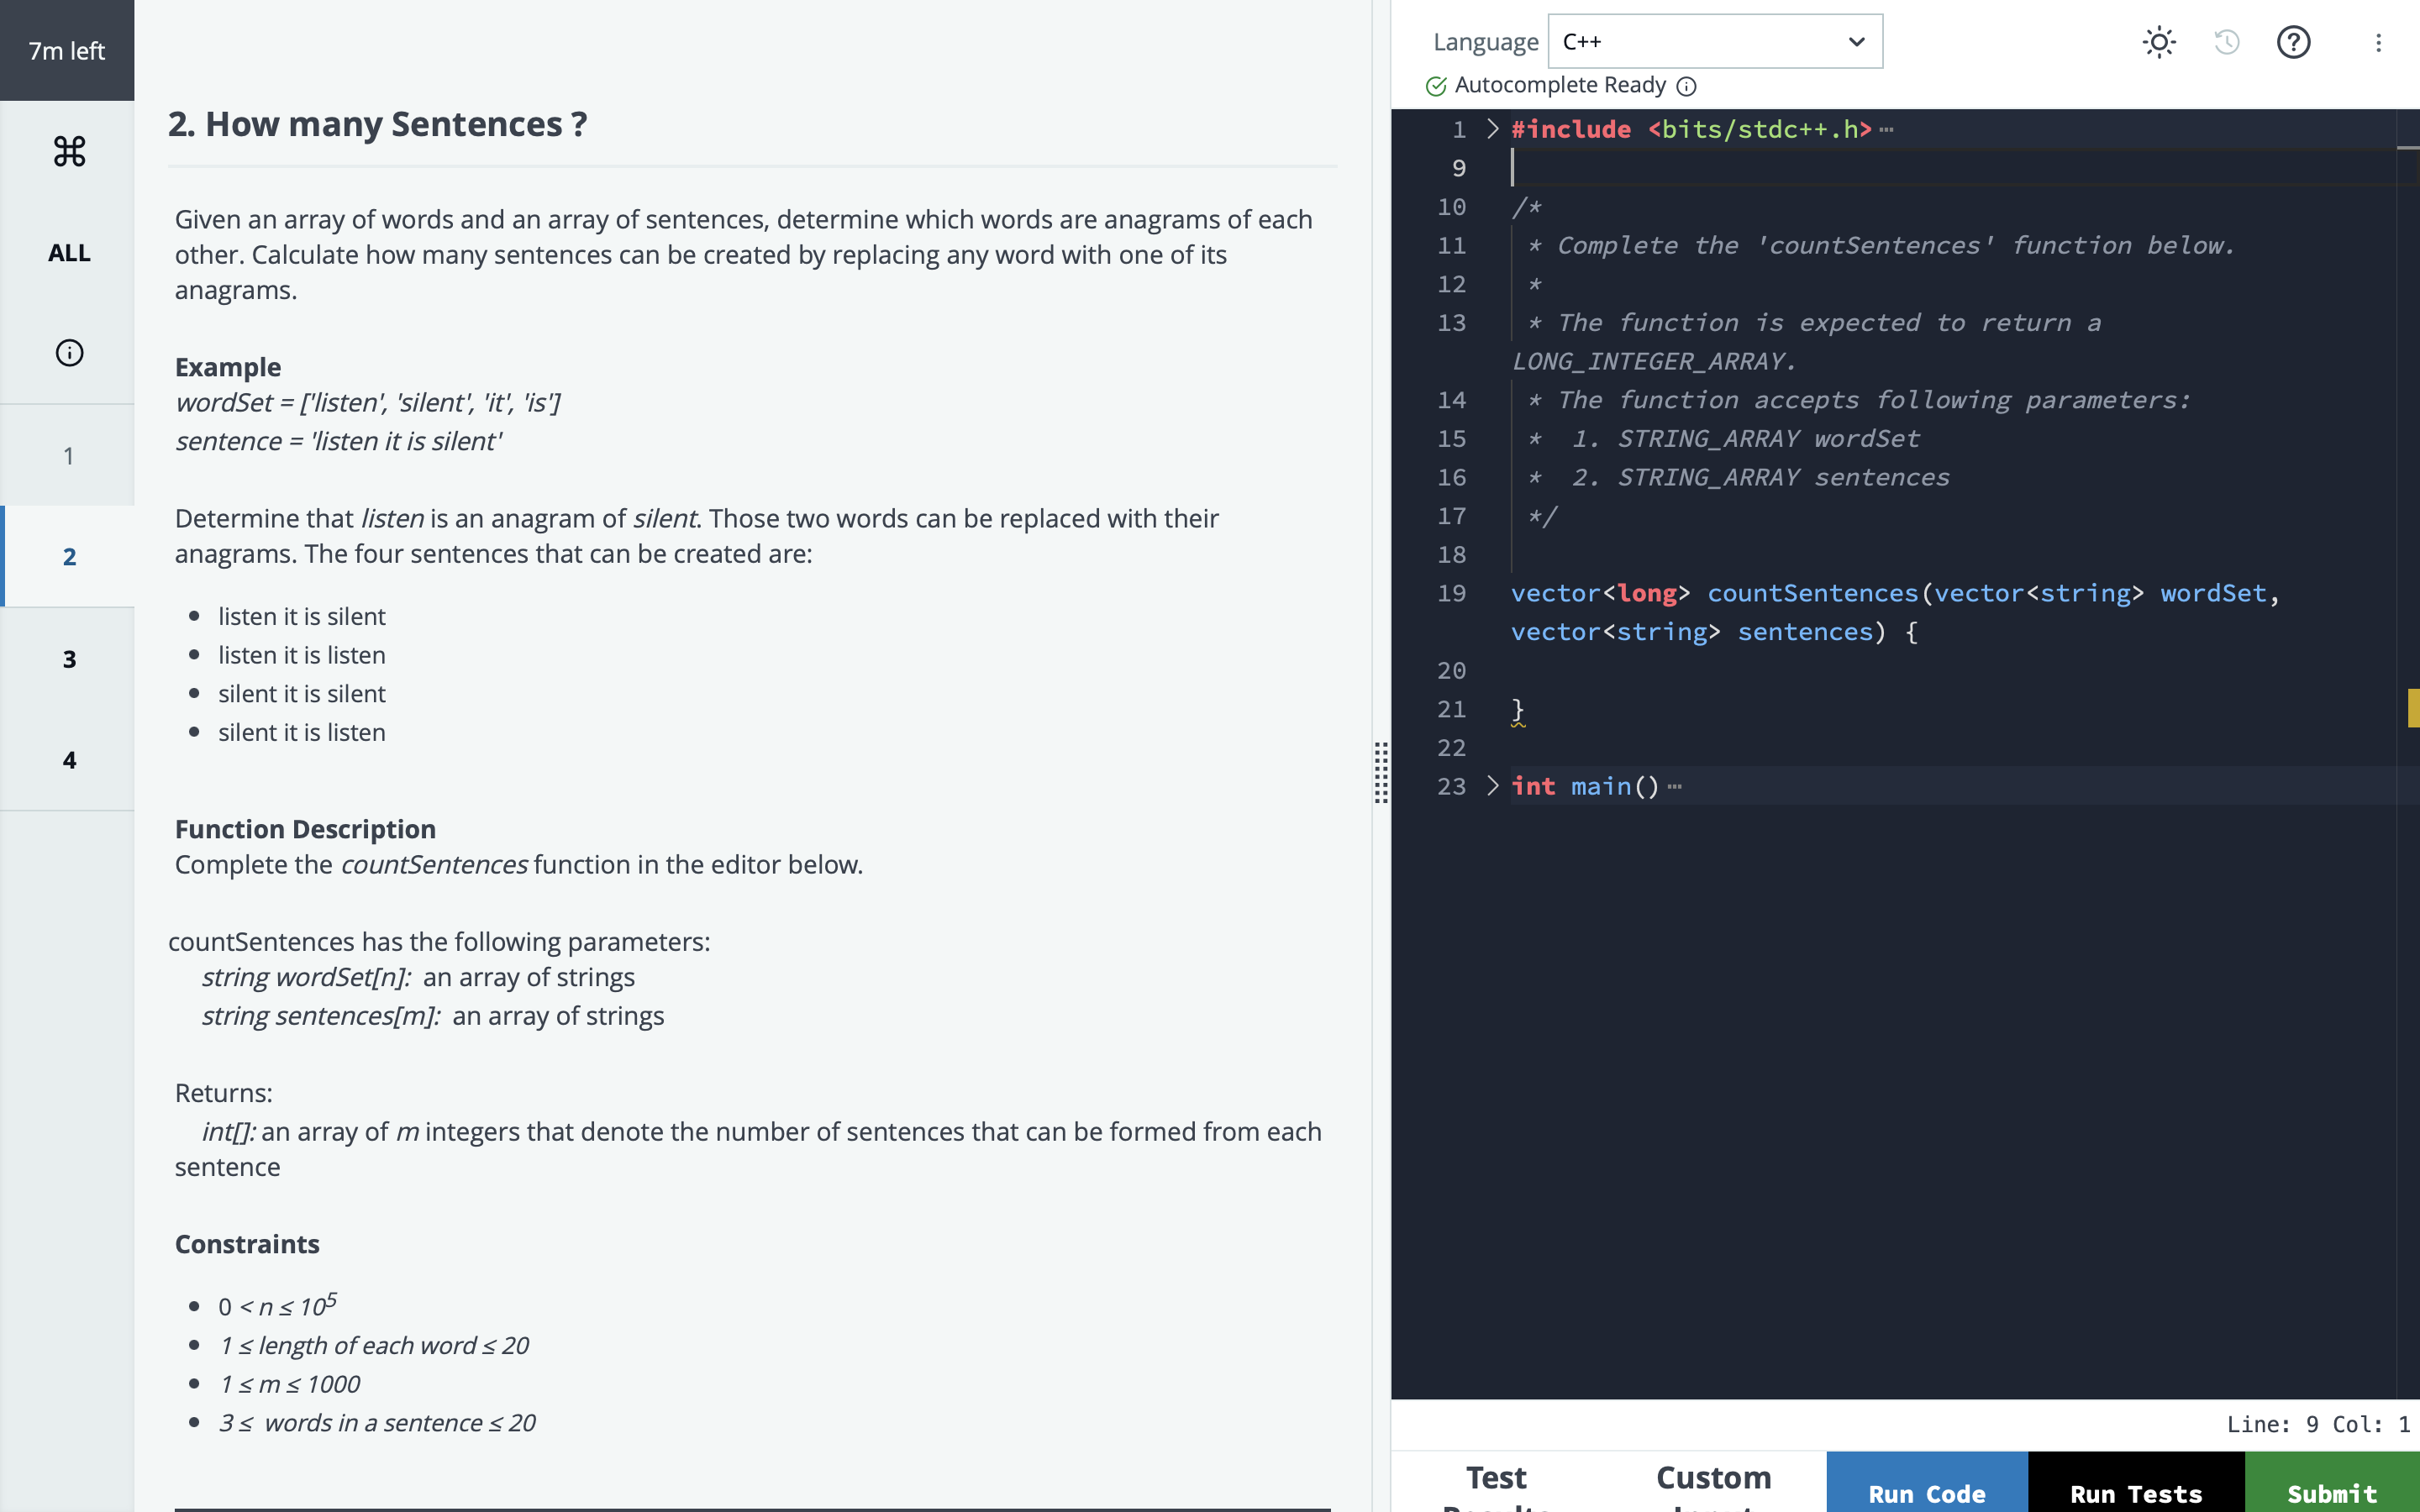 7m left
ALL
1
2
3
4
2. How many Sentences ?
Given an array of words and an array of sentences, determine which words are anagrams of each
other. Calculate how many sentences can be created by replacing any word with one of its
anagrams.
Example
wordSet = ['listen', 'silent', 'it', 'is']
sentence = 'listen it is silent'
Determine that listen is an anagram of silent. Those two words can be replaced with their
anagrams. The four sentences that can be created are:
• listen it is silent
• listen it is listen
• silent it is silent
• silent it is listen
Function Description
Complete the countSentences function in the editor below.
countSentences has the following parameters:
string wordSet[n]: an array of strings
string sentences[m]: an array of strings
Returns:
int[]: an array of m integers that denote the number of sentences that can be formed from each
sentence
Constraints
• 0 < n ≤ 10^5
• 1 ≤ length of each word ≤ 20
• 1 ≤ m ≤ 1000
• 3 ≤ words in a sentence ≤ 20
Language C++
Autocomplete Ready
1 > #include <bits/stdc++.h> ⋯
9
10 /*
11 * Complete the 'countSentences' function below.
12 *
13 * The function is expected to return a
LONG_INTEGER_ARRAY.
14 * The function accepts following parameters:
15 * 1. STRING_ARRAY wordSet
16 * 2. STRING_ARRAY sentences
17 */
18
19 vector<long> countSentences(vector<string> wordSet,
vector<string> sentences) {
20
21 }
22
23 > int main() ⋯
Line: 9 Col: 1
Test
Custom
Run Code
Run Tests
Submit